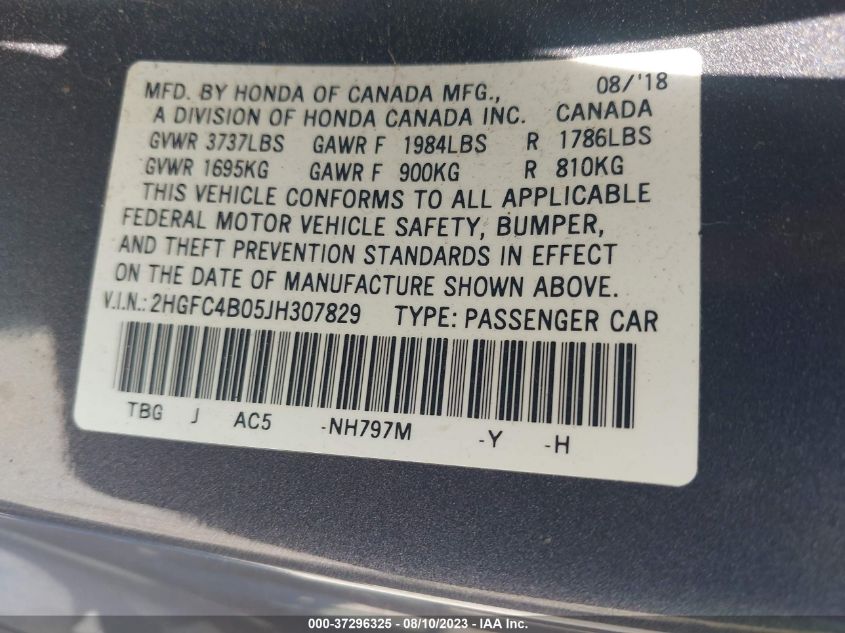 MFD. BY HONDA OF CANADA MFG., 08/'18
A DIVISION OF HONDA CANADA INC. CANADA
GVWR 3737LBS GAWR F 1984LBS R 1786LBS
GVWR 1695KG GAWR F 900KG R 810KG
THIS VEHICLE CONFORMS TO ALL APPLICABLE
FEDERAL MOTOR VEHICLE SAFETY, BUMPER,
AND THEFT PREVENTION STANDARDS IN EFFECT
ON THE DATE OF MANUFACTURE SHOWN ABOVE.
V.I.N.: 2HGFC4B05JH307829 TYPE: PASSENGER CAR
TBG J AC5 -NH797M -Y -H
000-37296325 - 08/10/2023 - IAA Inc.